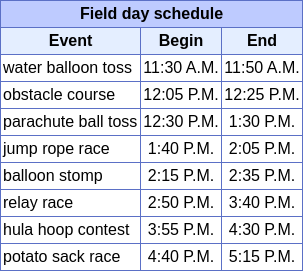 Field day schedule
Event Begin End
water balloon toss 11:30 A.M. 11:50 A.M.
obstacle course 12:05 P.M. 12:25 P.M.
parachute ball toss 12:30 P.M. 1:30 P.M.
jump rope race 1:40 P.M. 2:05 P.M.
balloon stomp 2:15 P.M. 2:35 P.M.
relay race 2:50 P.M. 3:40 P.M.
hula hoop contest 3:55 P.M. 4:30 P.M.
potato sack race 4:40 P.M. 5:15 P.M.